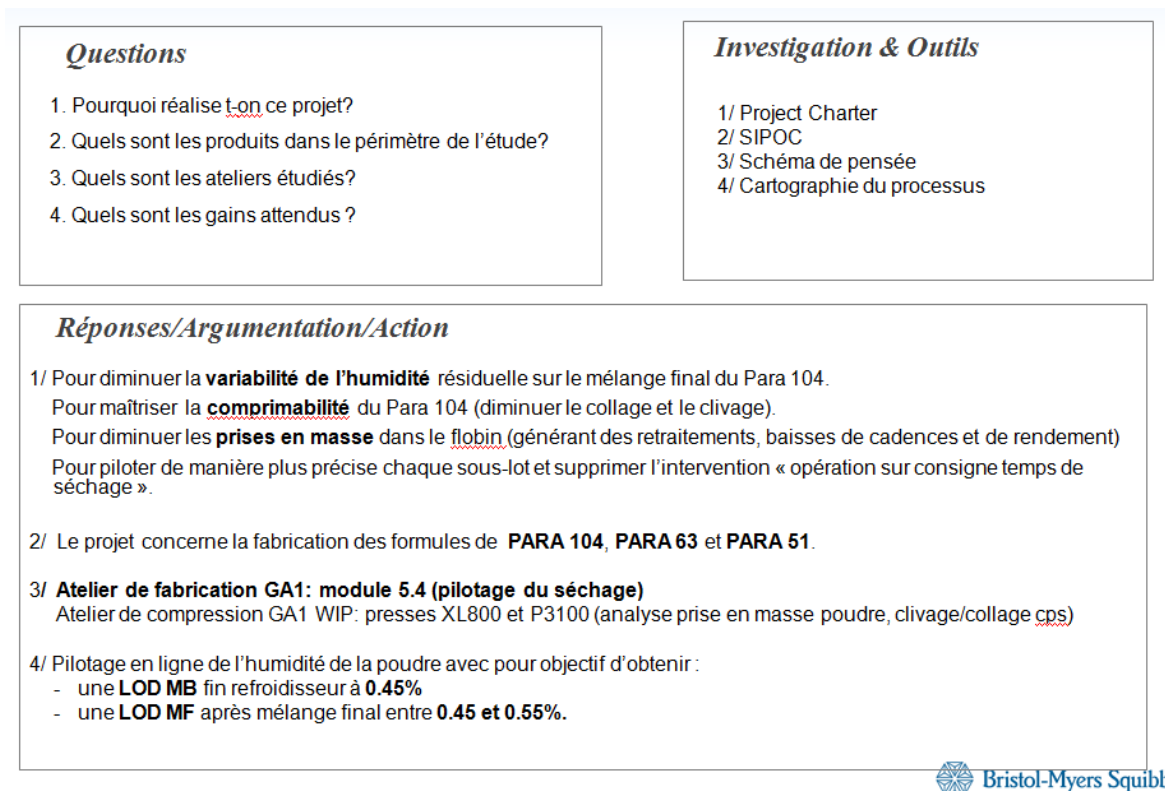 Questions
1. Pourquoi réalise t-on ce projet?
2. Quels sont les produits dans le périmètre de l'étude?
3. Quels sont les ateliers étudiés?
4. Quels sont les gains attendus ?
Investigation & Outils
1/ Project Charter
2/ SIPOC
3/ Schéma de pensée
4/ Cartographie du processus
Réponses/Argumentation/Action
1/ Pour diminuer la variabilité de l'humidité résiduelle sur le mélange final du Para 104.
Pour maîtriser la comprimabilité du Para 104 (diminuer le collage et le clivage).
Pour diminuer les prises en masse dans le flobin (générant des retraitements, baisses de cadences et de rendement)
Pour piloter de manière plus précise chaque sous-lot et supprimer l'intervention « opération sur consigne temps de
séchage ».
2/ Le projet concerne la fabrication des formules de PARA 104, PARA 63 et PARA 51.
3/ Atelier de fabrication GA1: module 5.4 (pilotage du séchage)
Atelier de compression GA1 WIP: presses XL800 et P3100 (analyse prise en masse poudre, clivage/collage cps)
4/ Pilotage en ligne de l'humidité de la poudre avec pour objectif d'obtenir :
- une LOD MB fin refroidisseur à 0.45%
- une LOD MF après mélange final entre 0.45 et 0.55%.
Bristol-Myers Squibb